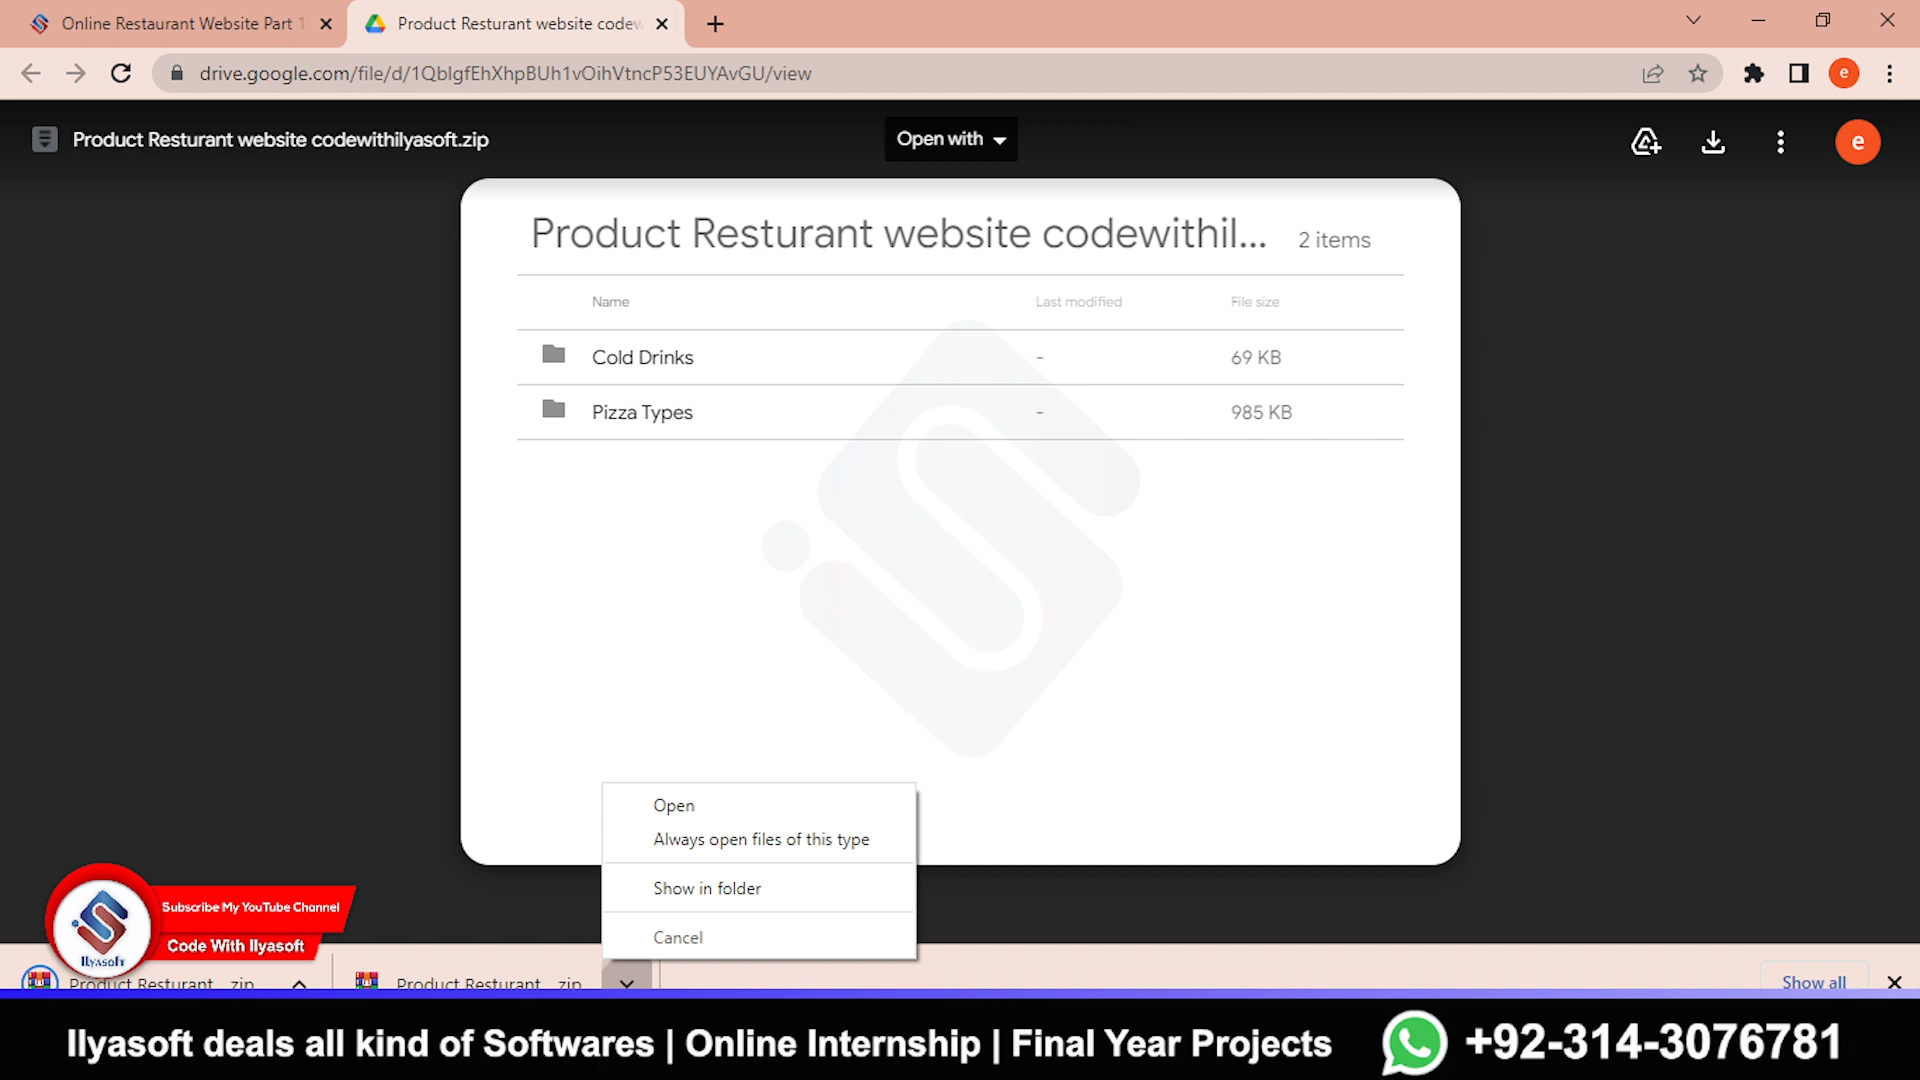 Online Restaurant Website Part 1
Product Resturant website codew
drive.google.com/file/d/1QbIgfEhXhpBUh1vOihVtncP53EUYAvGU/view
e
Product Resturant website codewithilyasoft.zip
Open with
e
Product Resturant website codewithil...
2 items
Name
Last modified
File size
Cold Drinks
-
69 KB
Pizza Types
-
985 KB
Open
Always open files of this type
Show in folder
Cancel
Subscribe My YouTube Channel
Code With Ilyasoft
Ilyasoft
Product Resturant....zip
Product Resturant....zip
Show all
Ilyasoft deals all kind of Softwares | Online Internship | Final Year Projects
+92-314-3076781